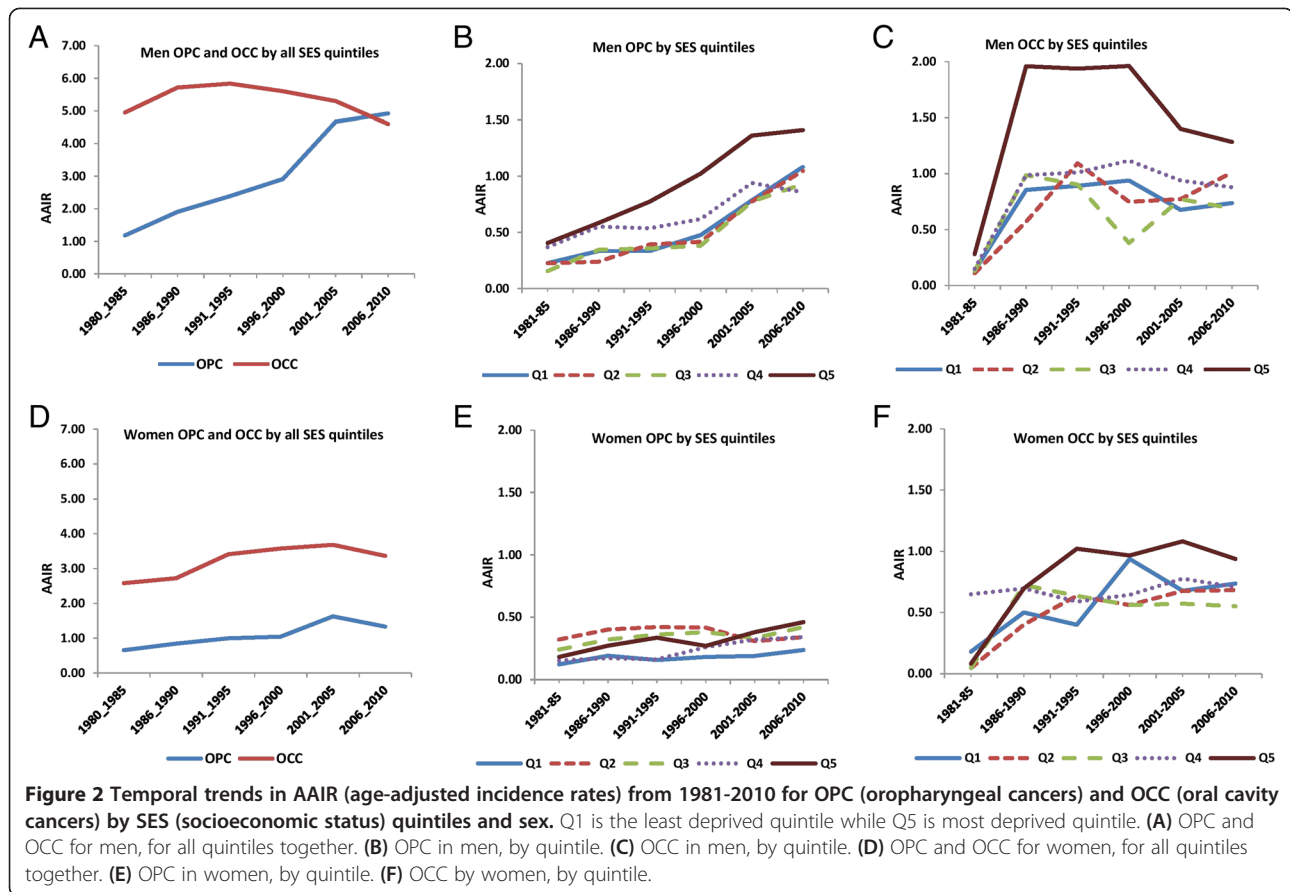 A
Men OPC and OCC by all SES quintiles
7.00
6.00
5.00
4.00
3.00
2.00
1.00
0.00
AAIR
1980_1985
1986_1990
1991_1995
1996_2000
2001_2005
2006_2010
OPC OCC
B
Men OPC by SES quintiles
2.00
1.50
1.00
0.50
0.00
AAIR
1981-85
1986-1990
1991-1995
1996-2000
2001-2005
2006-2010
Q1 Q2 Q3 Q4 Q5
C
Men OCC by SES quintiles
2.00
1.50
1.00
0.50
0.00
AAIR
1981-85
1986-1990
1991-1995
1996-2000
2001-2005
2006-2010
Q1 Q2 Q3 Q4 Q5
D
Women OPC and OCC by all SES quintiles
7.00
6.00
5.00
4.00
3.00
2.00
1.00
0.00
AAIR
1980_1985
1986_1990
1991_1995
1996_2000
2001_2005
2006_2010
OPC OCC
E
Women OPC by SES quintiles
2.00
1.50
1.00
0.50
0.00
AAIR
1981-85
1986-1990
1991-1995
1996-2000
2001-2005
2006-2010
Q1 Q2 Q3 Q4 Q5
F
Women OCC by SES quintiles
2.00
1.50
1.00
0.50
0.00
AAIR
1981-85
1986-1990
1991-1995
1996-2000
2001-2005
2006-2010
Q1 Q2 Q3 Q4 Q5
Figure 2 Temporal trends in AAIR (age-adjusted incidence rates) from 1981-2010 for OPC (oropharyngeal cancers) and OCC (oral cavity
cancers) by SES (socioeconomic status) quintiles and sex. Q1 is the least deprived quintile while Q5 is most deprived quintile. (A) OPC and
OCC for men, for all quintiles together. (B) OPC in men, by quintile. (C) OCC in men, by quintile. (D) OPC and OCC for women, for all quintiles
together. (E) OPC in women, by quintile. (F) OCC by women, by quintile.